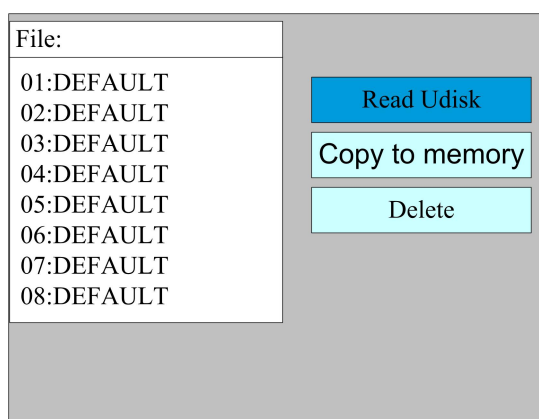 File:
01:DEFAULT
02:DEFAULT
03:DEFAULT
04:DEFAULT
05:DEFAULT
06:DEFAULT
07:DEFAULT
08:DEFAULT
Read Udisk
Copy to memory
Delete